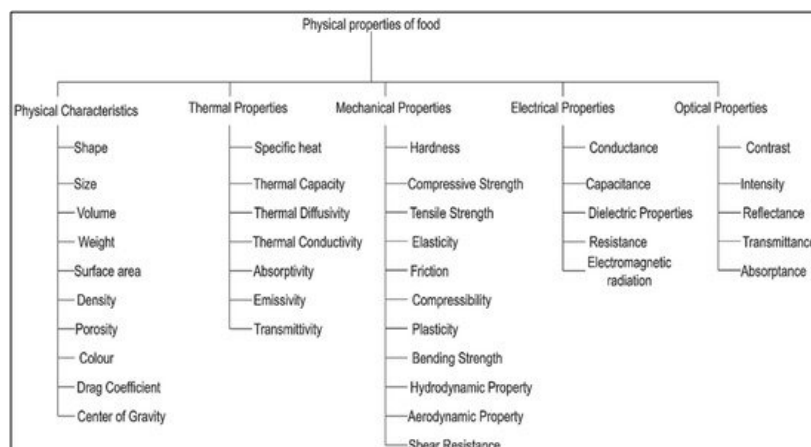 Physical properties of food
Physical Characteristics
Shape
Size
Volume
Weight
Surface area
Density
Porosity
Colour
Drag Coefficient
Center of Gravity
Thermal Properties
Specific heat
Thermal Capacity
Thermal Diffusivity
Thermal Conductivity
Absorptivity
Emissivity
Transmittivity
Mechanical Properties
Hardness
Compressive Strength
Tensile Strength
Elasticity
Friction
Compressibility
Plasticity
Bending Strength
Hydrodynamic Property
Aerodynamic Property
Shear Resistance
Electrical Properties
Conductance
Capacitance
Dielectric Properties
Resistance
Electromagnetic
radiation
Optical Properties
Contrast
Intensity
Reflectance
Transmittance
Absorptance